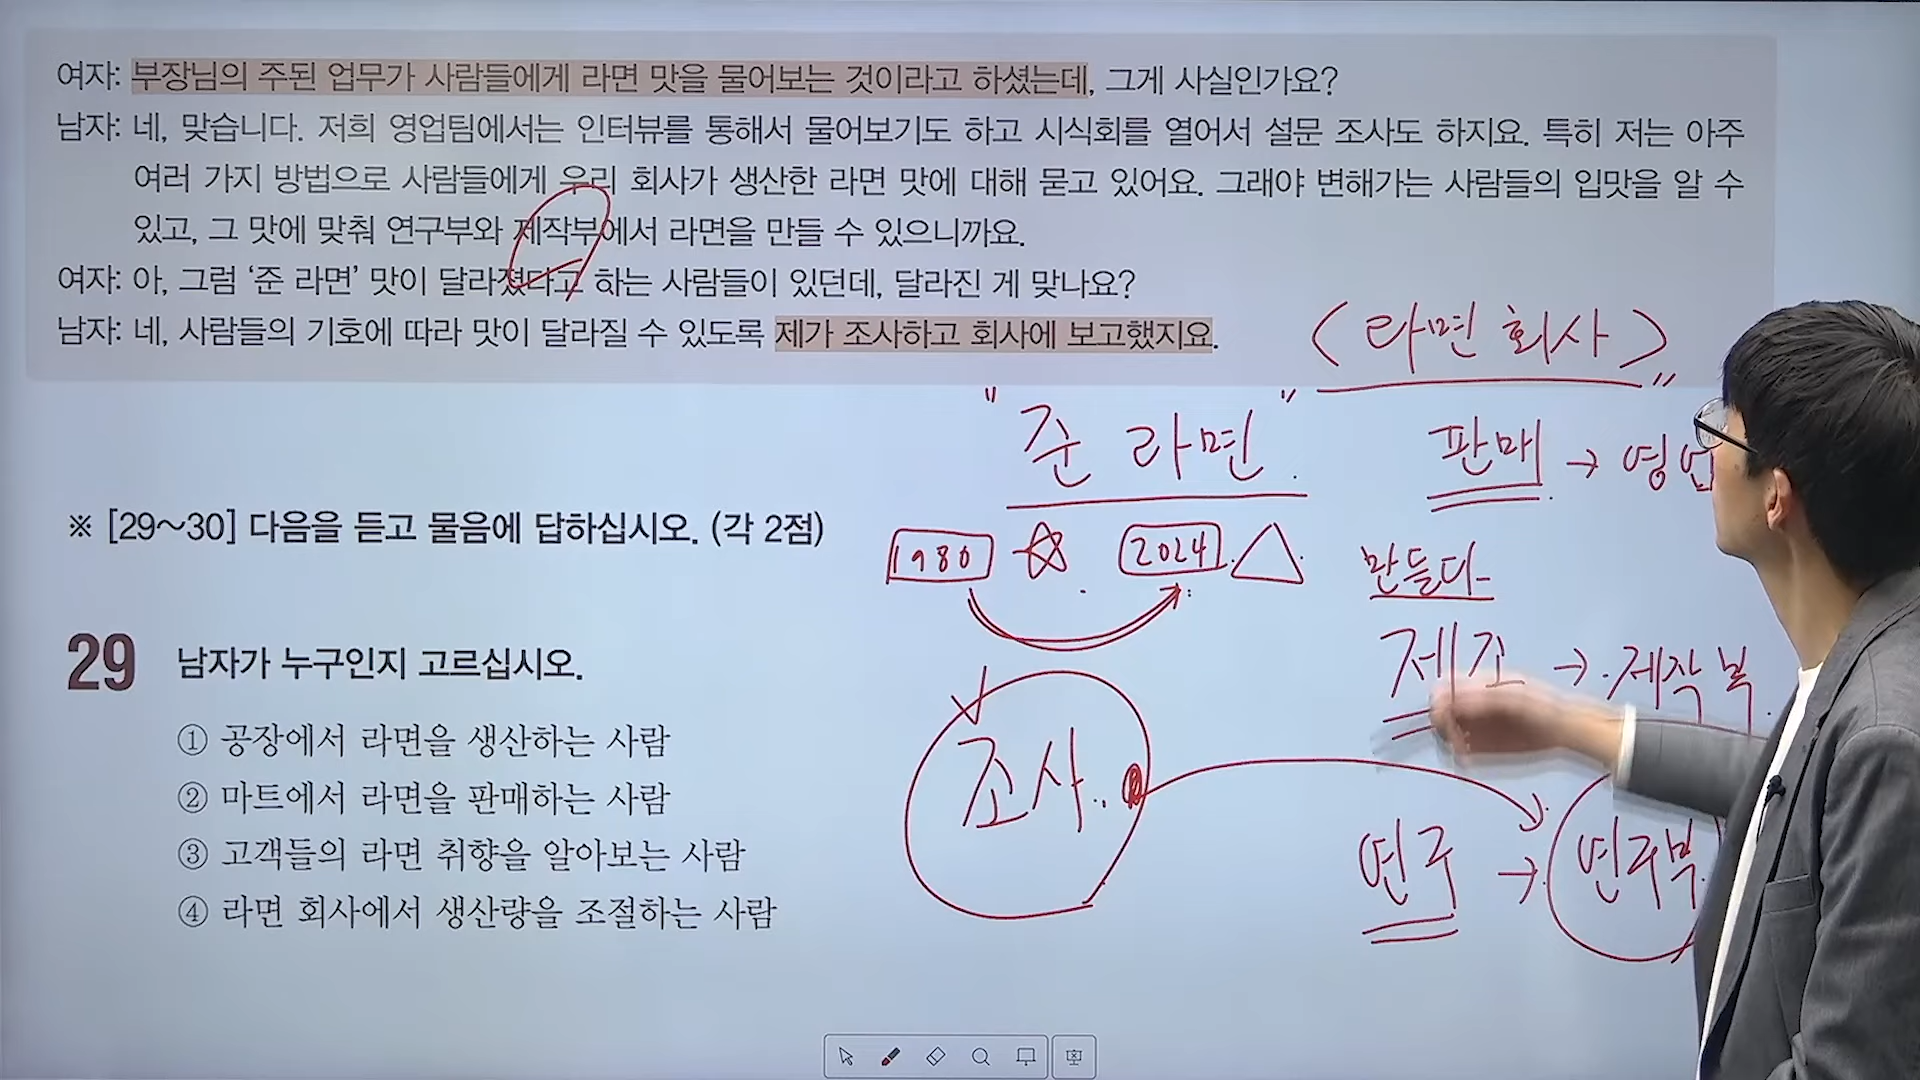 여자: 부장님의 주된 업무가 사람들에게 라면 맛을 물어보는 것이라고 하셨는데, 그게 사실인가요?
남자: 네, 맞습니다. 저희 영업팀에서는 인터뷰를 통해서 물어보기도 하고 시식회를 열어서 설문 조사도 하지요. 특히 저는 아주
여러 가지 방법으로 사람들에게 우리 회사가 생산한 라면 맛에 대해 묻고 있어요. 그래야 변해가는 사람들의 입맛을 알 수
있고, 그 맛에 맞춰 연구부와 제작부에서 라면을 만들 수 있으니까요.
여자: 아, 그럼 ‘준 라면’ 맛이 달라졌다고 하는 사람들이 있던데, 달라진 게 맞나요?
남자: 네, 사람들의 기호에 따라 맛이 달라질 수 있도록 제가 조사하고 회사에 보고했지요.
<라면 회사>
"준 라면"
판매 → 영업
※ [29～30] 다음을 듣고 물음에 답하십시오. (각 2점)
1980 2024
만들다
29 남자가 누구인지 고르십시오.
제조 → 제작부
① 공장에서 라면을 생산하는 사람
② 마트에서 라면을 판매하는 사람
조사
③ 고객들의 라면 취향을 알아보는 사람
연구 → 연구부
④ 라면 회사에서 생산량을 조절하는 사람